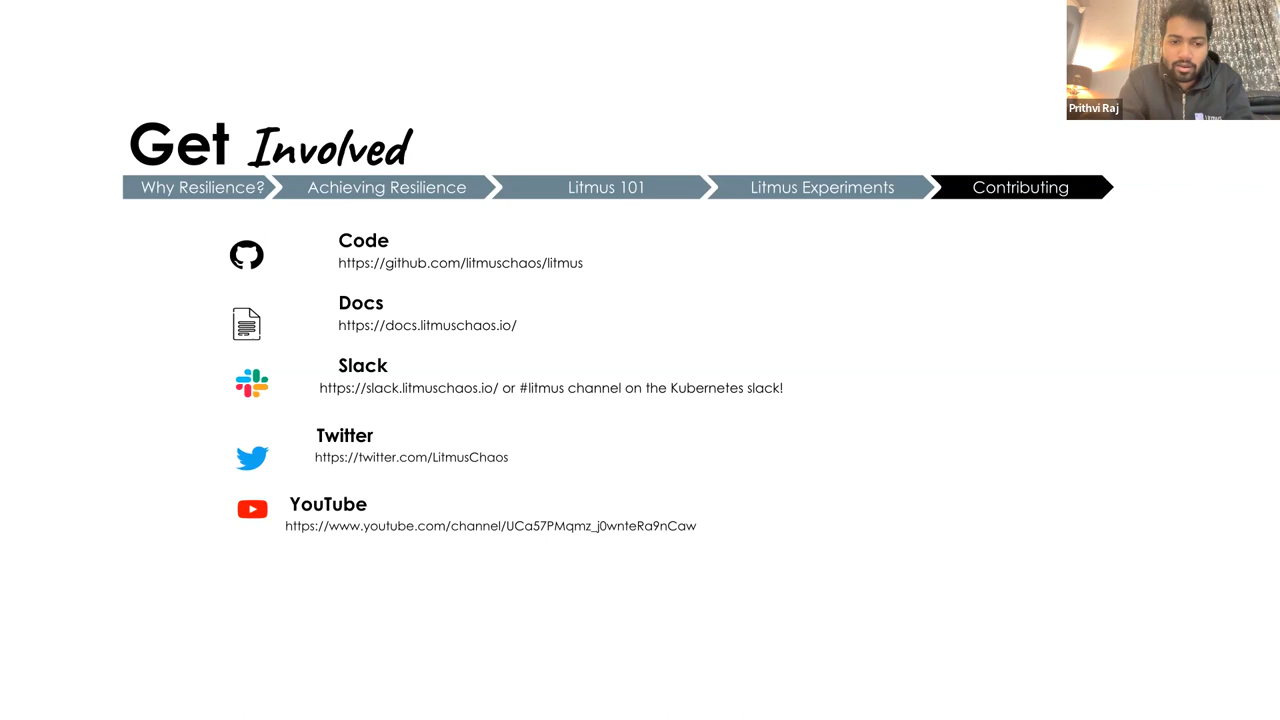 Prithvi Raj
Get Involved
Why Resilience?
Achieving Resilience
Litmus 101
Litmus Experiments
Contributing
Code
https://github.com/litmuschaos/litmus
Docs
https://docs.litmuschaos.io/
Slack
https://slack.litmuschaos.io/ or #litmus channel on the Kubernetes slack!
Twitter
https://twitter.com/LitmusChaos
YouTube
https://www.youtube.com/channel/UCa57PMqmz_j0wnteRa9nCaw